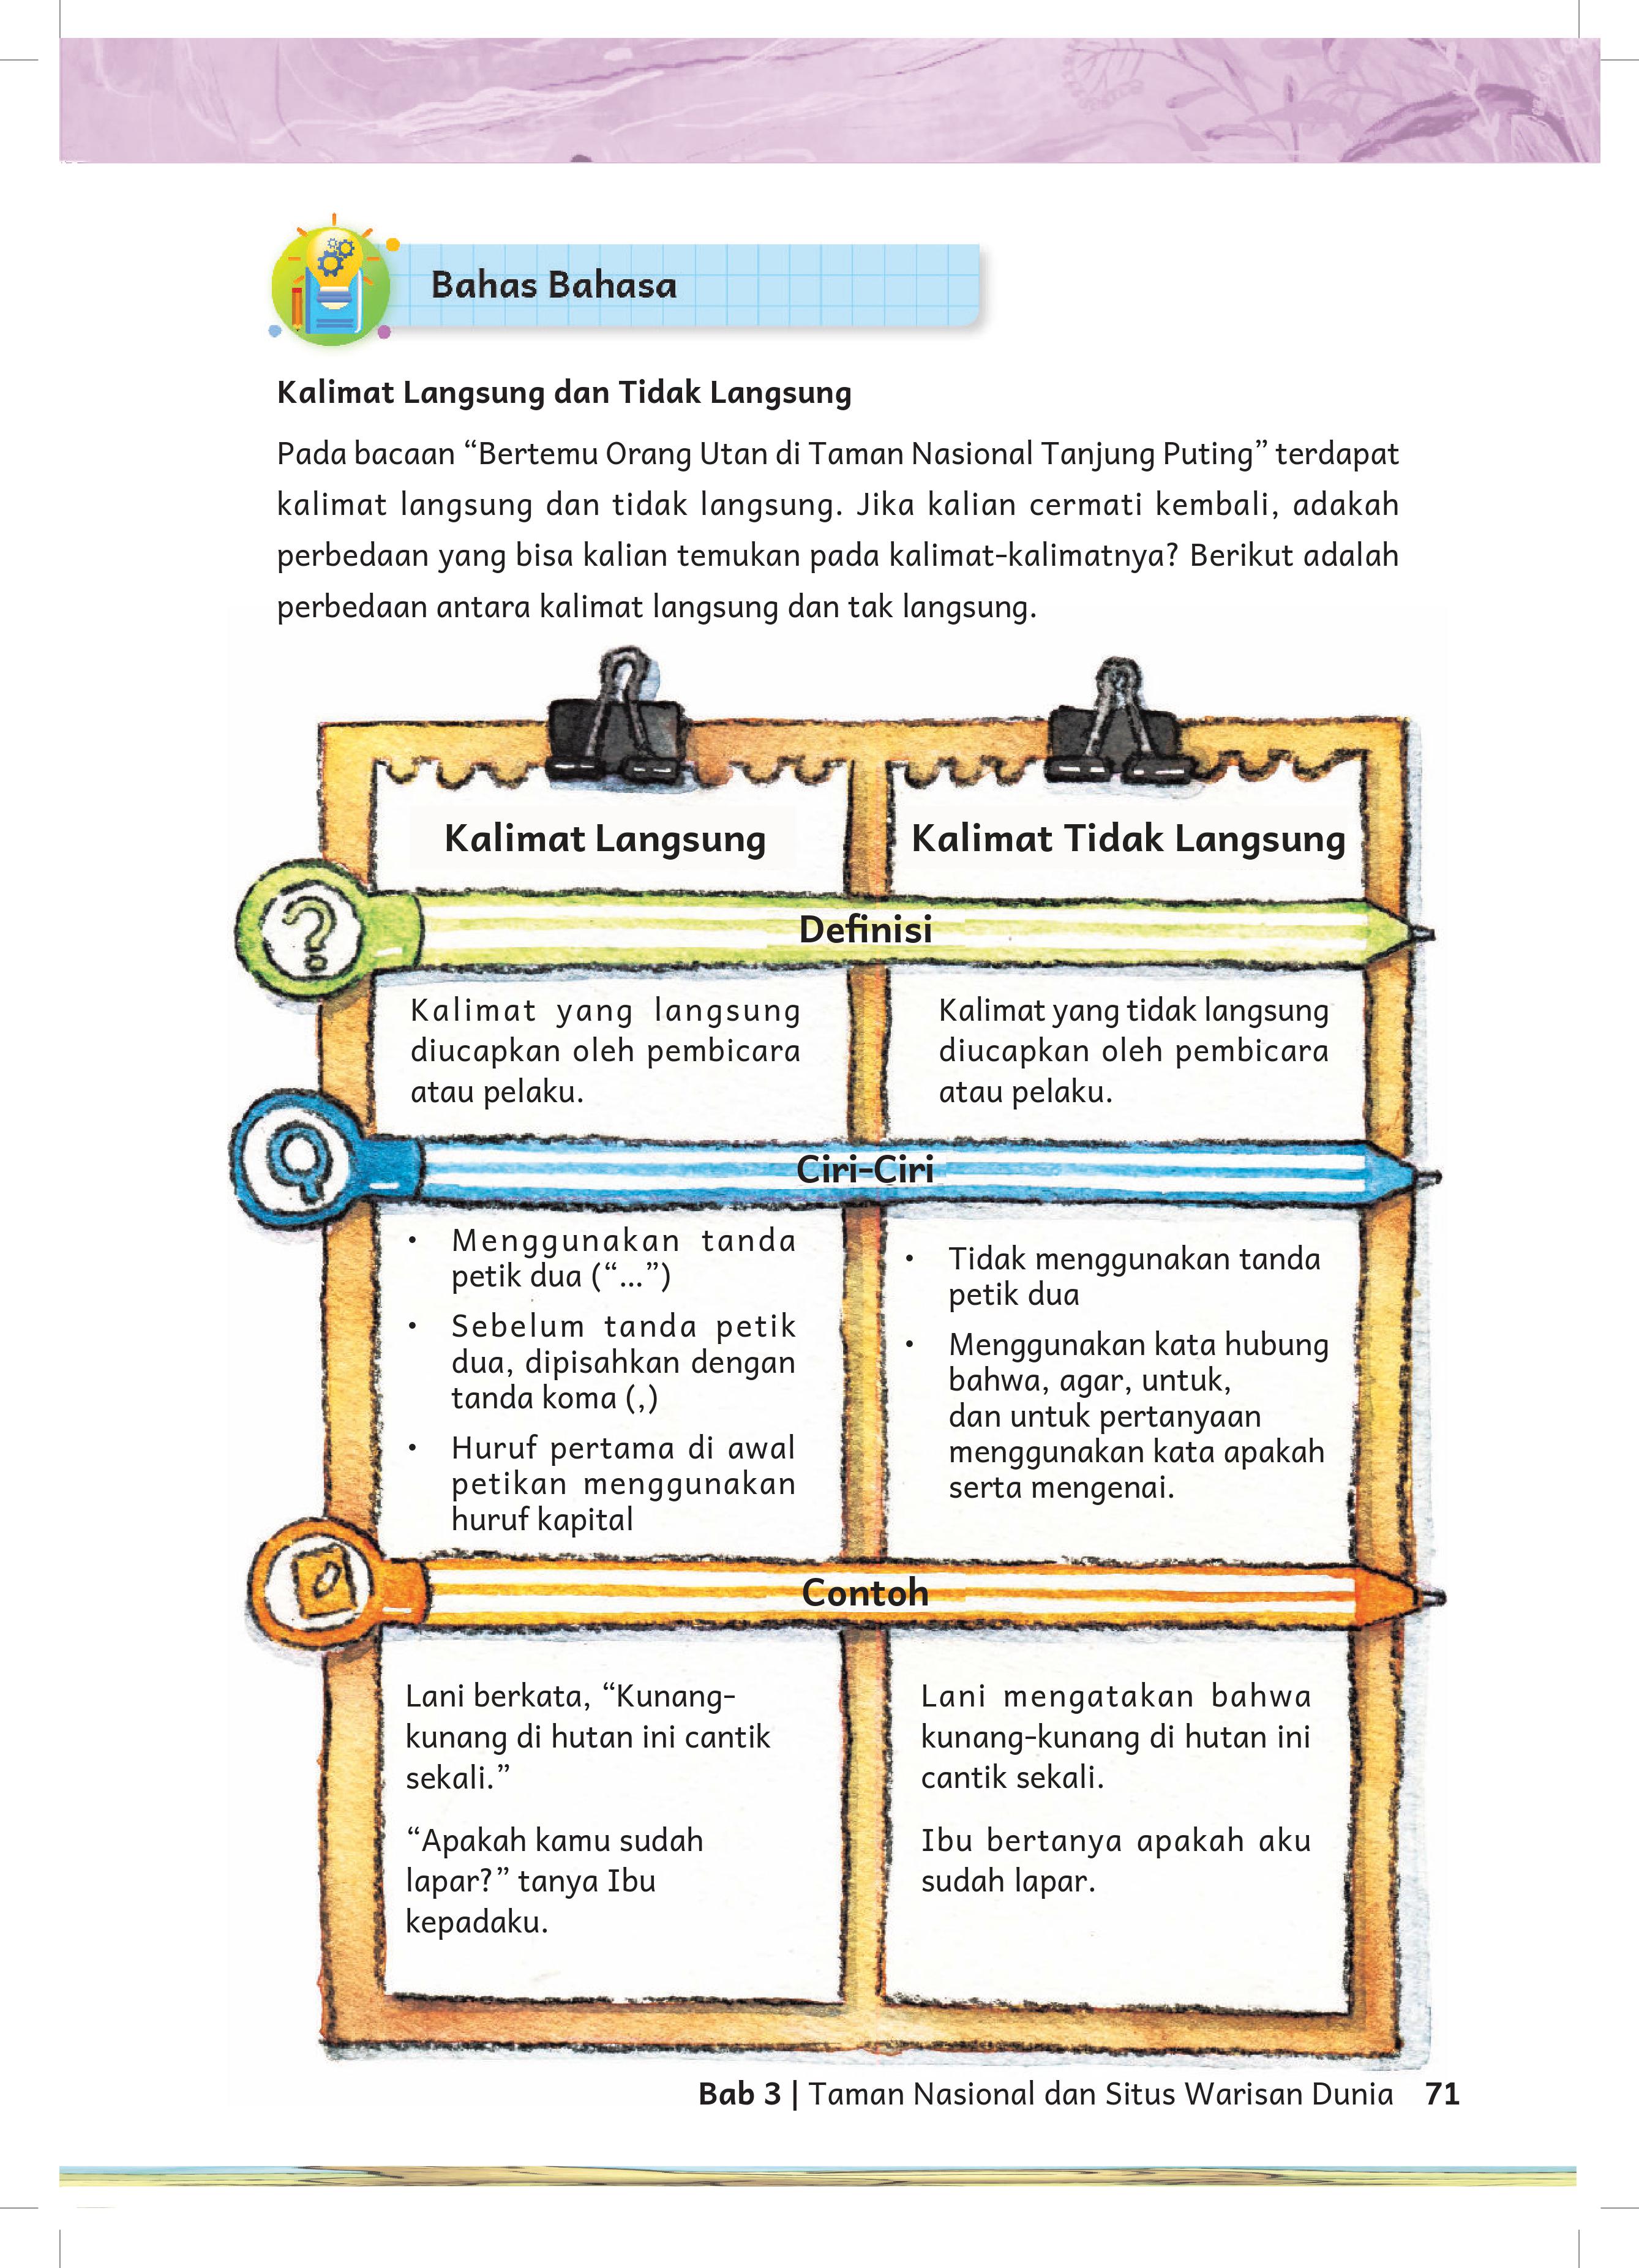 Bahas Bahasa
Kalimat Langsung dan Tidak Langsung
Pada bacaan “Bertemu Orang Utan di Taman Nasional Tanjung Puting” terdapat
kalimat langsung dan tidak langsung. Jika kalian cermati kembali, adakah
perbedaan yang bisa kalian temukan pada kalimat-kalimatnya? Berikut adalah
perbedaan antara kalimat langsung dan tak langsung.
Kalimat Langsung
Kalimat Tidak Langsung
Definisi
Kalimat yang langsung
diucapkan oleh pembicara
atau pelaku.
Kalimat yang tidak langsung
diucapkan oleh pembicara
atau pelaku.
Ciri-Ciri
• Menggunakan tanda
petik dua (“...”)
• Sebelum tanda petik
dua, dipisahkan dengan
tanda koma (,)
• Huruf pertama di awal
petikan menggunakan
huruf kapital
• Tidak menggunakan tanda
petik dua
• Menggunakan kata hubung
bahwa, agar, untuk,
dan untuk pertanyaan
menggunakan kata apakah
serta mengenai.
Contoh
Lani berkata, “Kunang-
kunang di hutan ini cantik
sekali.”
“Apakah kamu sudah
lapar?” tanya Ibu
kepadaku.
Lani mengatakan bahwa
kunang-kunang di hutan ini
cantik sekali.
Ibu bertanya apakah aku
sudah lapar.
Bab 3 | Taman Nasional dan Situs Warisan Dunia 71